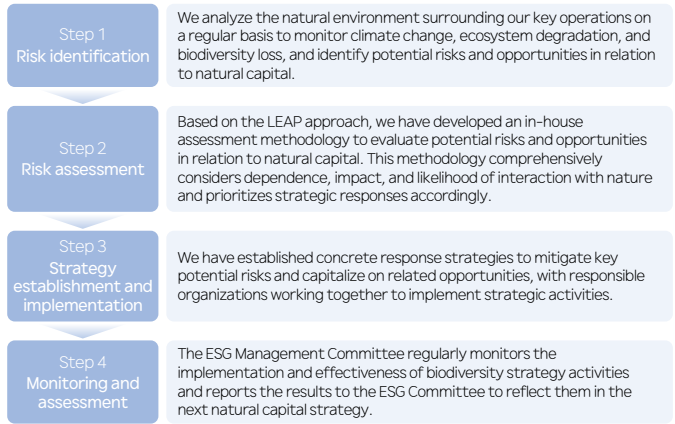 Step 1
Risk identification
We analyze the natural environment surrounding our key operations on
a regular basis to monitor climate change, ecosystem degradation, and
biodiversity loss, and identify potential risks and opportunities in relation
to natural capital.
Step 2
Risk assessment
Based on the LEAP approach, we have developed an in-house
assessment methodology to evaluate potential risks and opportunities
in relation to natural capital. This methodology comprehensively
considers dependence, impact, and likelihood of interaction with nature
and prioritizes strategic responses accordingly.
Step 3
Strategy
establishment and
implementation
We have established concrete response strategies to mitigate key
potential risks and capitalize on related opportunities, with responsible
organizations working together to implement strategic activities.
Step 4
Monitoring and
assessment
The ESG Management Committee regularly monitors the
implementation and effectiveness of biodiversity strategy activities
and reports the results to the ESG Committee to reflect them in the
next natural capital strategy.